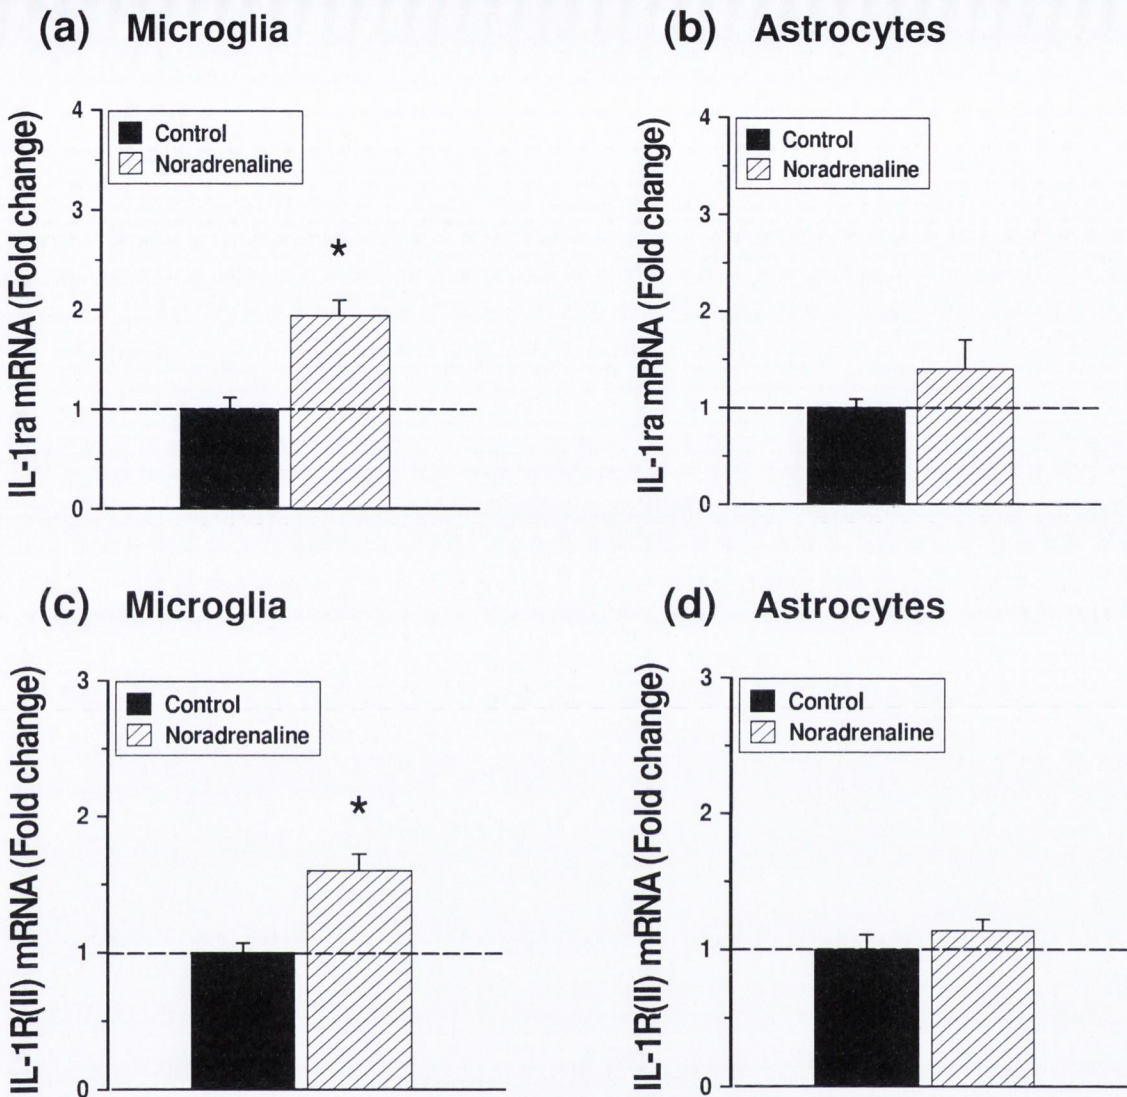 (a) Microglia
IL-1ra mRNA (Fold change)
4
3
2
1
0
Control
Noradrenaline
*
(b) Astrocytes
IL-1ra mRNA (Fold change)
4
3
2
1
0
Control
Noradrenaline
(c) Microglia
IL-1R(II) mRNA (Fold change)
3
2
1
0
Control
Noradrenaline
*
(d) Astrocytes
IL-1R(II) mRNA (Fold change)
3
2
1
0
Control
Noradrenaline